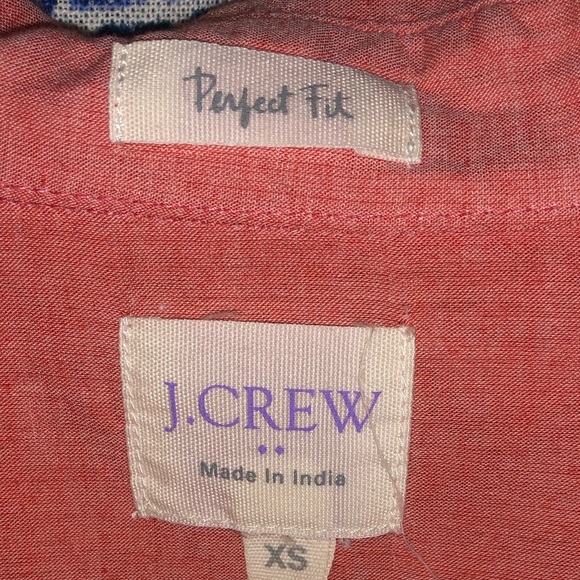 Perfect Fit
J.CREW
Made In India
XS